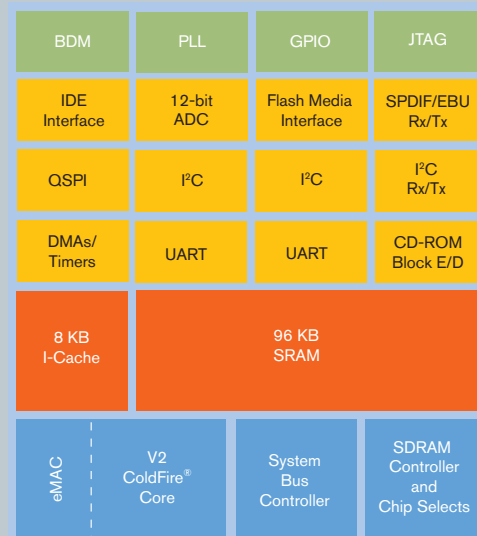 BDM
PLL
GPIO
JTAG
IDE
Interface
12-bit
ADC
Flash Media
Interface
SPDIF/EBU
Rx/Tx
QSPI
I²C
I²C
I²C
Rx/Tx
DMAs/
Timers
UART
UART
CD-ROM
Block E/D
8 KB
I-Cache
96 KB
SRAM
eMAC
V2
ColdFire®
Core
System
Bus
Controller
SDRAM
Controller
and
Chip Selects